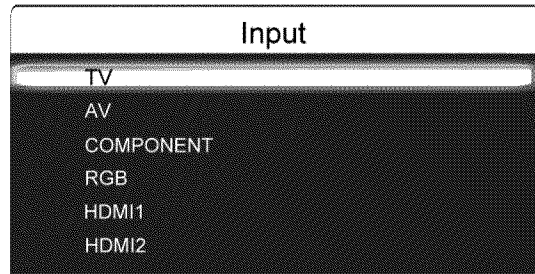 Input
TV
AV
COMPONENT
RGB
HDMI1
HDMI2